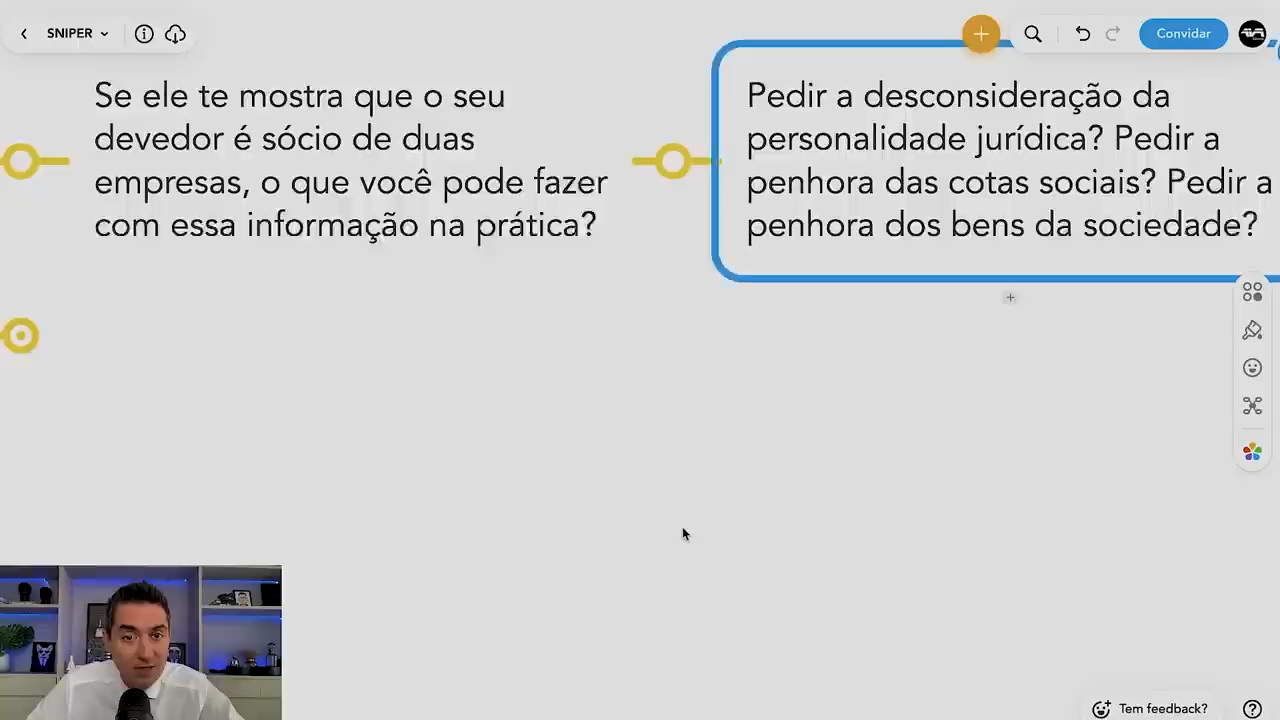 SNIPER
Convidar
Se ele te mostra que o seu
devedor é sócio de duas
empresas, o que você pode fazer
com essa informação na prática?
Pedir a desconsideração da
personalidade jurídica? Pedir a
penhora das cotas sociais? Pedir a
penhora dos bens da sociedade?
Tem feedback?